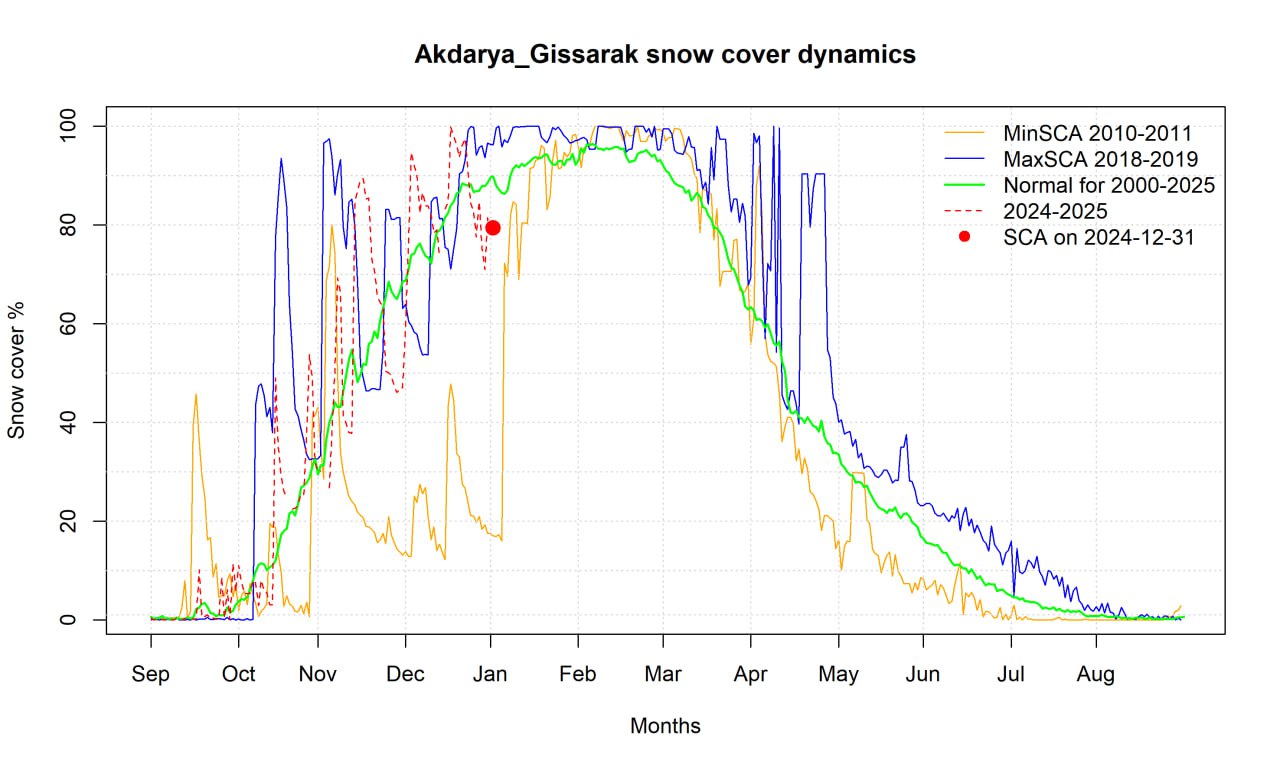 Akdarya_Gissarak snow cover dynamics
MinSCA 2010-2011
MaxSCA 2018-2019
Normal for 2000-2025
2024-2025
SCA on 2024-12-31
Snow cover %
100
80
60
40
20
0
Sep Oct Nov Dec Jan Feb Mar Apr May Jun Jul Aug
Months